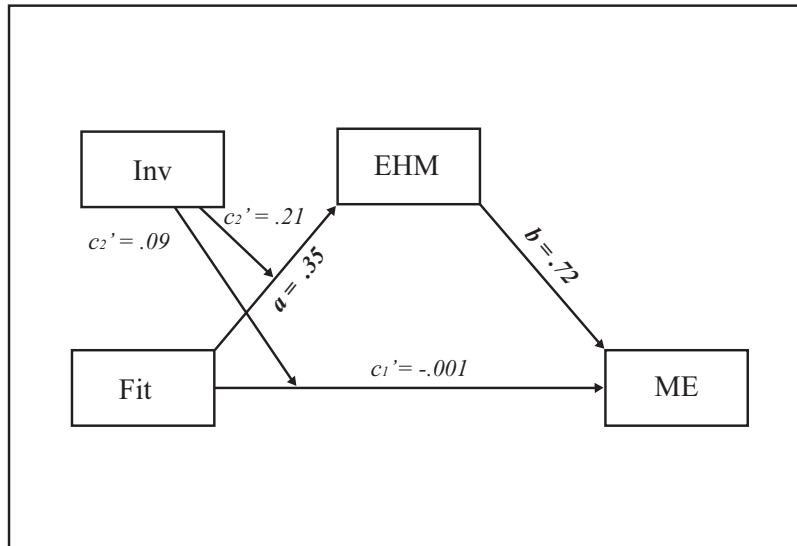 Inv
EHM
c₂’ = .21
c₂’ = .09
a = .35
b = .72
Fit
c₁’ = -.001
ME